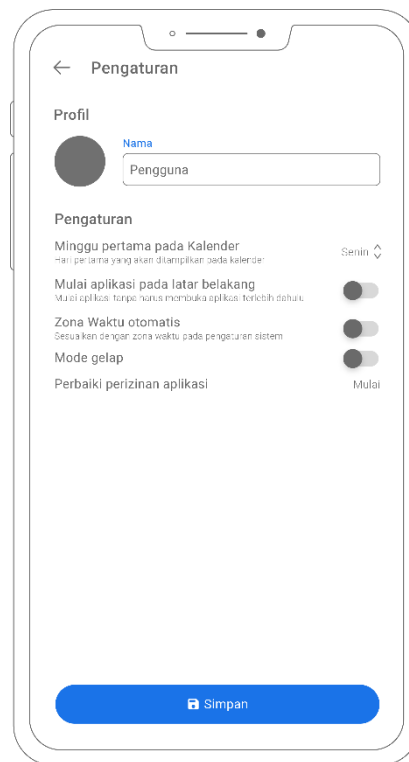 Pengaturan
Profil
Nama
Pengguna
Pengaturan
Minggu pertama pada Kalender
Hari pertama yang akan ditampilkan pada kalender
Senin
Mulai aplikasi pada latar belakang
Mulai aplikasi tanpa harus membuka aplikasi terlebih dahulu
Zona Waktu otomatis
Sesuaikan dengan zona waktu pada pengaturan sistem
Mode gelap
Perbaiki perizinan aplikasi
Mulai
Simpan